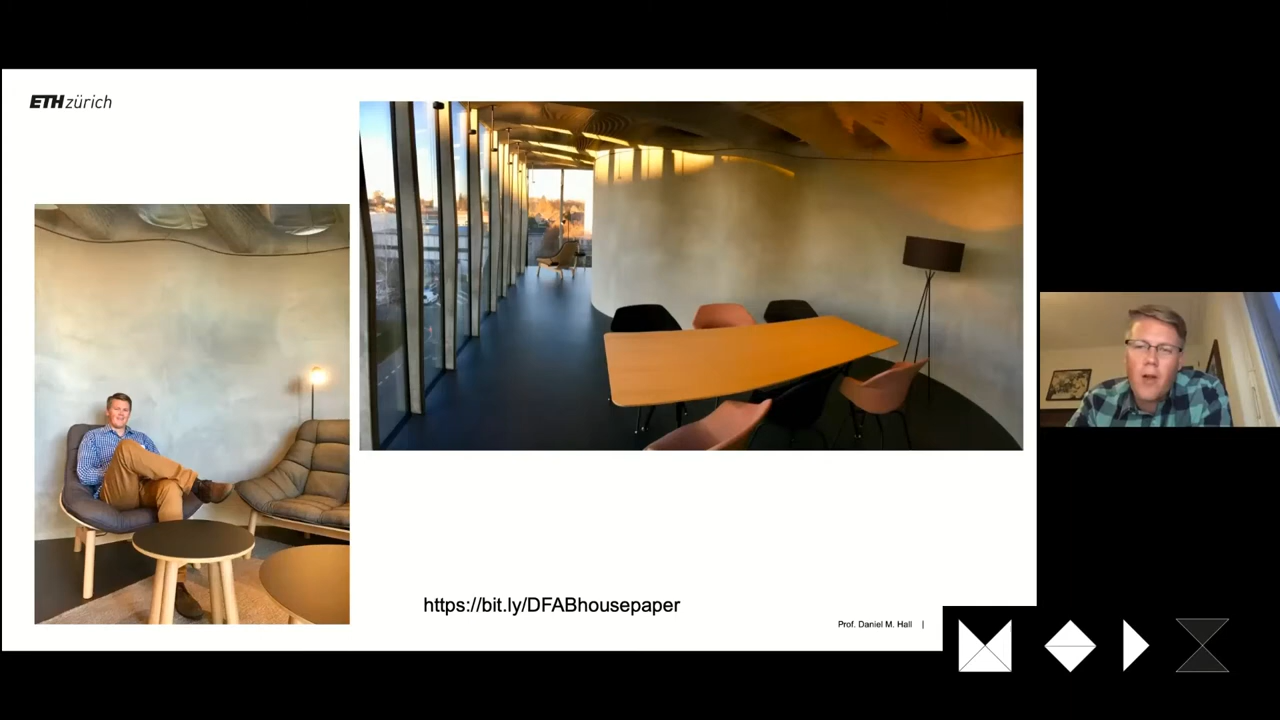 ETH zürich
https://bit.ly/DFABhousepaper
Prof. Daniel M. Hall |